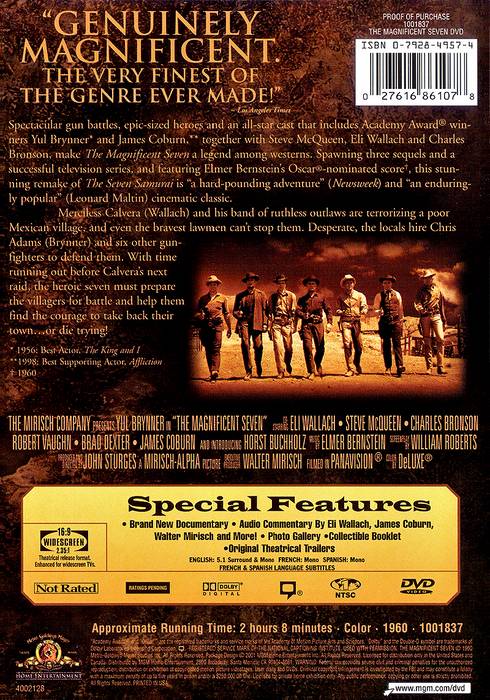 “GENUINELY
MAGNIFICENT.
THE VERY FINEST OF
THE GENRE EVER MADE!”
– Los Angeles Times
PROOF OF PURCHASE
1001837
THE MAGNIFICENT SEVEN DVD
ISBN 0-7928-4957-4
0 27616 86107 8
Spectacular gun battles, epic-sized heroes and an all-star cast that includes Academy Award® win-
ners Yul Brynner* and James Coburn,** together with Steve McQueen, Eli Wallach and Charles
Bronson, make The Magnificent Seven a legend among westerns. Spawning three sequels and a
successful television series, and featuring Elmer Bernstein's Oscar®-nominated score†, this stun-
ning remake of The Seven Samurai is “a hard-pounding adventure” (Newsweek) and “an enduring-
ly popular” (Leonard Maltin) cinematic classic.
Merciless Calvera (Wallach) and his band of ruthless outlaws are terrorizing a poor
Mexican village, and even the bravest lawmen can't stop them. Desperate, the locals hire Chris
Adams (Brynner) and six other gun-
fighters to defend them. With time
running out before Calvera's next
raid, the heroic seven must prepare
the villagers for battle and help them
find the courage to take back their
town…or die trying!
*1956: Best Actor, The King and I
**1998: Best Supporting Actor, Affliction
†1960
THE MIRISCH COMPANY PRESENTS YUL BRYNNER IN “THE MAGNIFICENT SEVEN” ELI WALLACH • STEVE McQUEEN • CHARLES BRONSON
ROBERT VAUGHN • BRAD DEXTER • JAMES COBURN AND INTRODUCING HORST BUCHHOLZ MUSIC BY ELMER BERNSTEIN SCREENPLAY BY WILLIAM ROBERTS
PRODUCED AND DIRECTED BY JOHN STURGES A MIRISCH-ALPHA PICTURE EXECUTIVE PRODUCER WALTER MIRISCH FILMED IN PANAVISION® COLOR BY DeLUXE®
Special Features
• Brand New Documentary • Audio Commentary By Eli Wallach, James Coburn,
Walter Mirisch and More! • Photo Gallery •Collectible Booklet
•Original Theatrical Trailers
ENGLISH: 5.1 Surround & Mono FRENCH: Mono SPANISH: Mono
FRENCH & SPANISH LANGUAGE SUBTITLES
16:9
WIDESCREEN
2.35:1
Theatrical release format.
Enhanced for widescreen TVs.
Not Rated
RATINGS PENDING
DOLBY
DIGITAL
NTSC
DVD
VIDEO
Approximate Running Time: 2 hours 8 minutes · Color · 1960 · 1001837
Metro Goldwyn Mayer
HOME ENTERTAINMENT
4002128
www.mgm.com/dvd